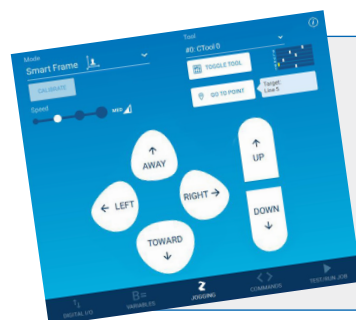 Mode
Smart Frame
Tool
#0: CTool 0
CALIBRATE
TOGGLE TOOL
Speed
MED
GO TO POINT
Target:
Line 5
AWAY
UP
LEFT
RIGHT
TOWARD
DOWN
DIGITAL I/O
VARIABLES
JOGGING
COMMANDS
TEST/RUN JOB